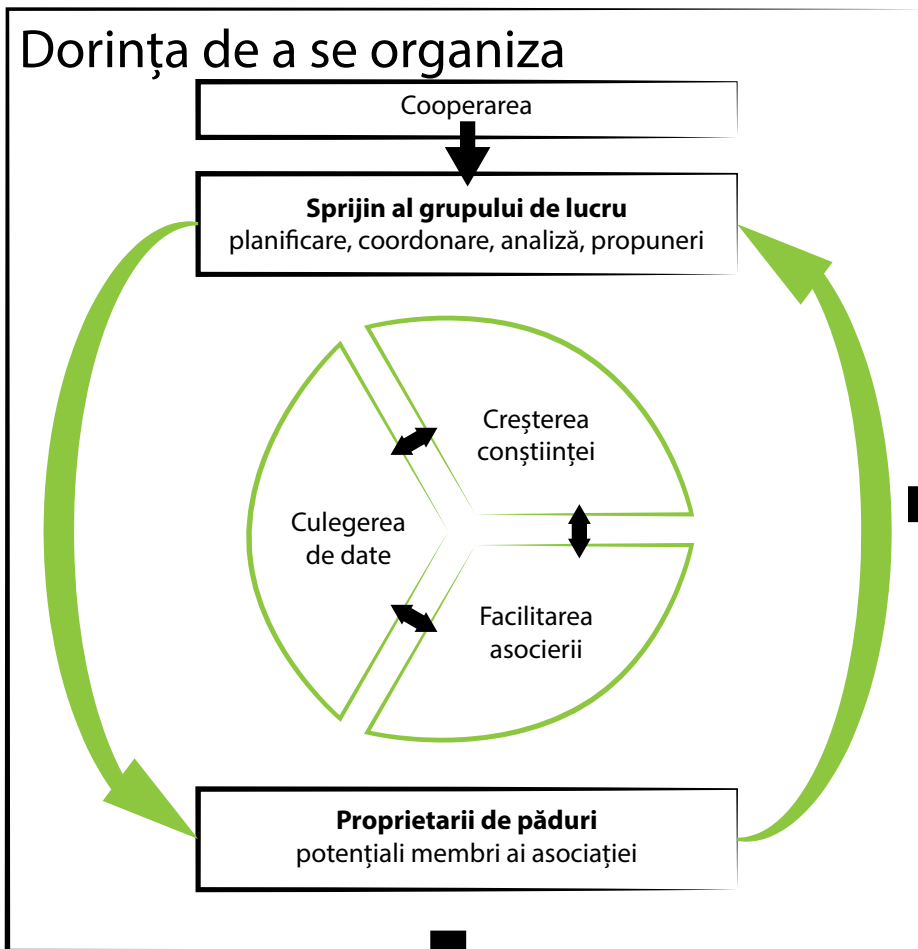 Dorința de a se organiza
Cooperarea
Sprijin al grupului de lucru
planificare, coordonare, analiză, propuneri
Creșterea
conștiinței
Culegerea
de date
Facilitarea
asocierii
Proprietarii de păduri
potențiali membri ai asociației